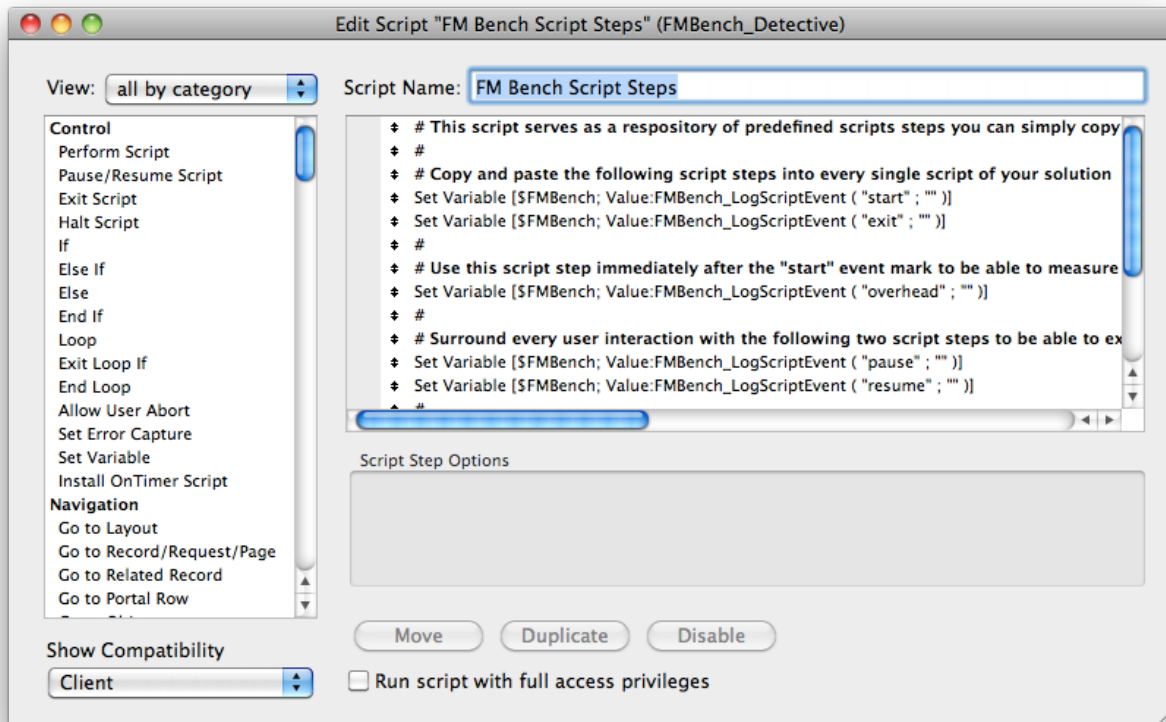 Edit Script "FM Bench Script Steps" (FMBench_Detective)
View: all by category
Script Name: FM Bench Script Steps
Control
Perform Script
Pause/Resume Script
Exit Script
Halt Script
If
Else If
Else
End If
Loop
Exit Loop If
End Loop
Allow User Abort
Set Error Capture
Set Variable
Install OnTimer Script
Navigation
Go to Layout
Go to Record/Request/Page
Go to Related Record
Go to Portal Row
# This script serves as a respository of predefined scripts steps you can simply copy
#
# Copy and paste the following script steps into every single script of your solution
Set Variable [$FMBench; Value:FMBench_LogScriptEvent ( "start" ; "" )]
Set Variable [$FMBench; Value:FMBench_LogScriptEvent ( "exit" ; "" )]
#
# Use this script step immediately after the "start" event mark to be able to measure
Set Variable [$FMBench; Value:FMBench_LogScriptEvent ( "overhead" ; "" )]
#
# Surround every user interaction with the following two script steps to be able to ex
Set Variable [$FMBench; Value:FMBench_LogScriptEvent ( "pause" ; "" )]
Set Variable [$FMBench; Value:FMBench_LogScriptEvent ( "resume" ; "" )]
#
Script Step Options
Move Duplicate Disable
Show Compatibility
Client
Run script with full access privileges